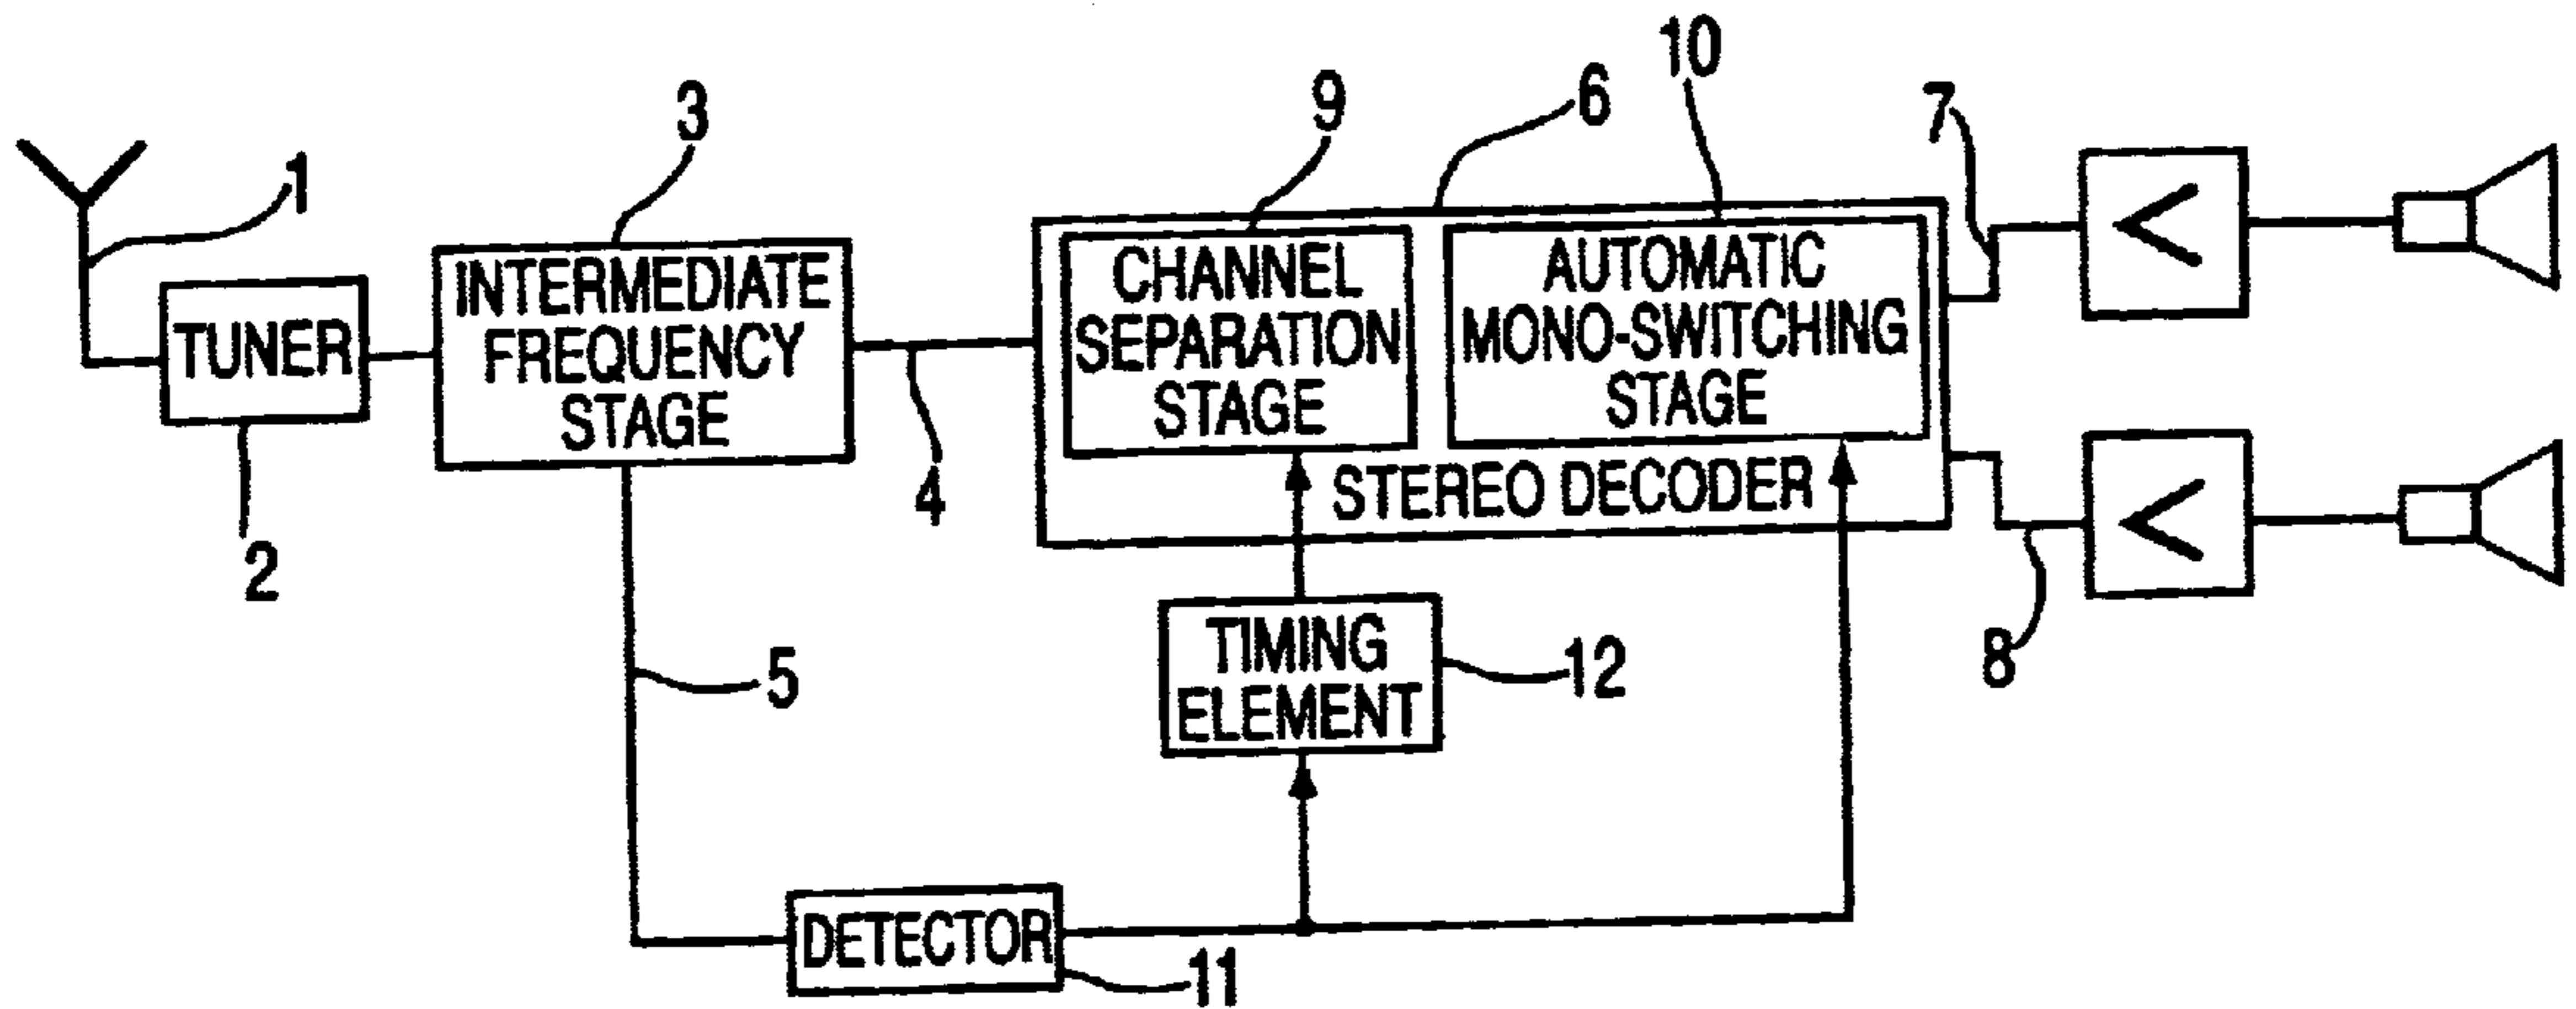 10
9
6
3
7
1
CHANNEL
SEPARATION
STAGE
AUTOMATIC
MONO-SWITCHING
STAGE
INTERMEDIATE
FREQUENCY
STAGE
TUNER
STEREO DECODER
4
2
TIMING
ELEMENT
12
8
5
DETECTOR
11